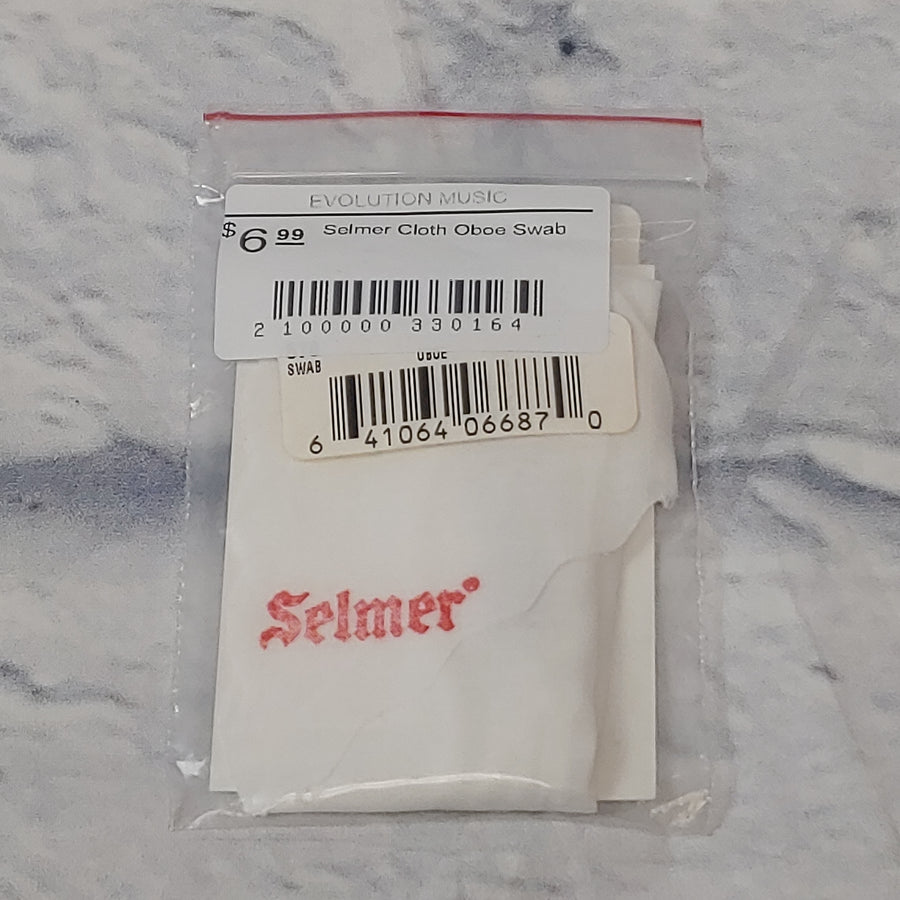 EVOLUTION MUSIC
$6.99 Selmer Cloth Oboe Swab
2 100000 330164
OBOE
SWAB
6 41064 06687 0
Selmer